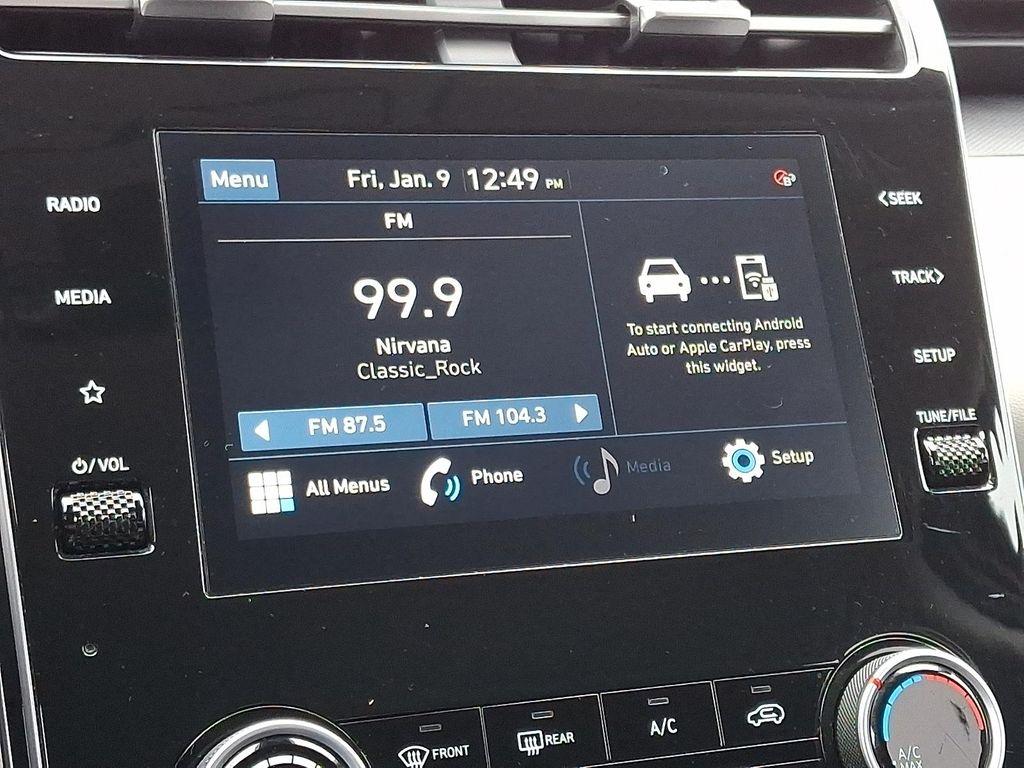 Menu
Fri, Jan. 9 12:49 PM
B
RADIO
<SEEK
FM
MEDIA
TRACK>
99.9
To start connecting Android
Auto or Apple CarPlay, press
this widget.
Nirvana
Classic_Rock
SETUP
FM 87.5
FM 104.3
TUNE/FILE
/VOL
All Menus
Phone
Media
Setup
FRONT
REAR
A/C
A/C
MAX